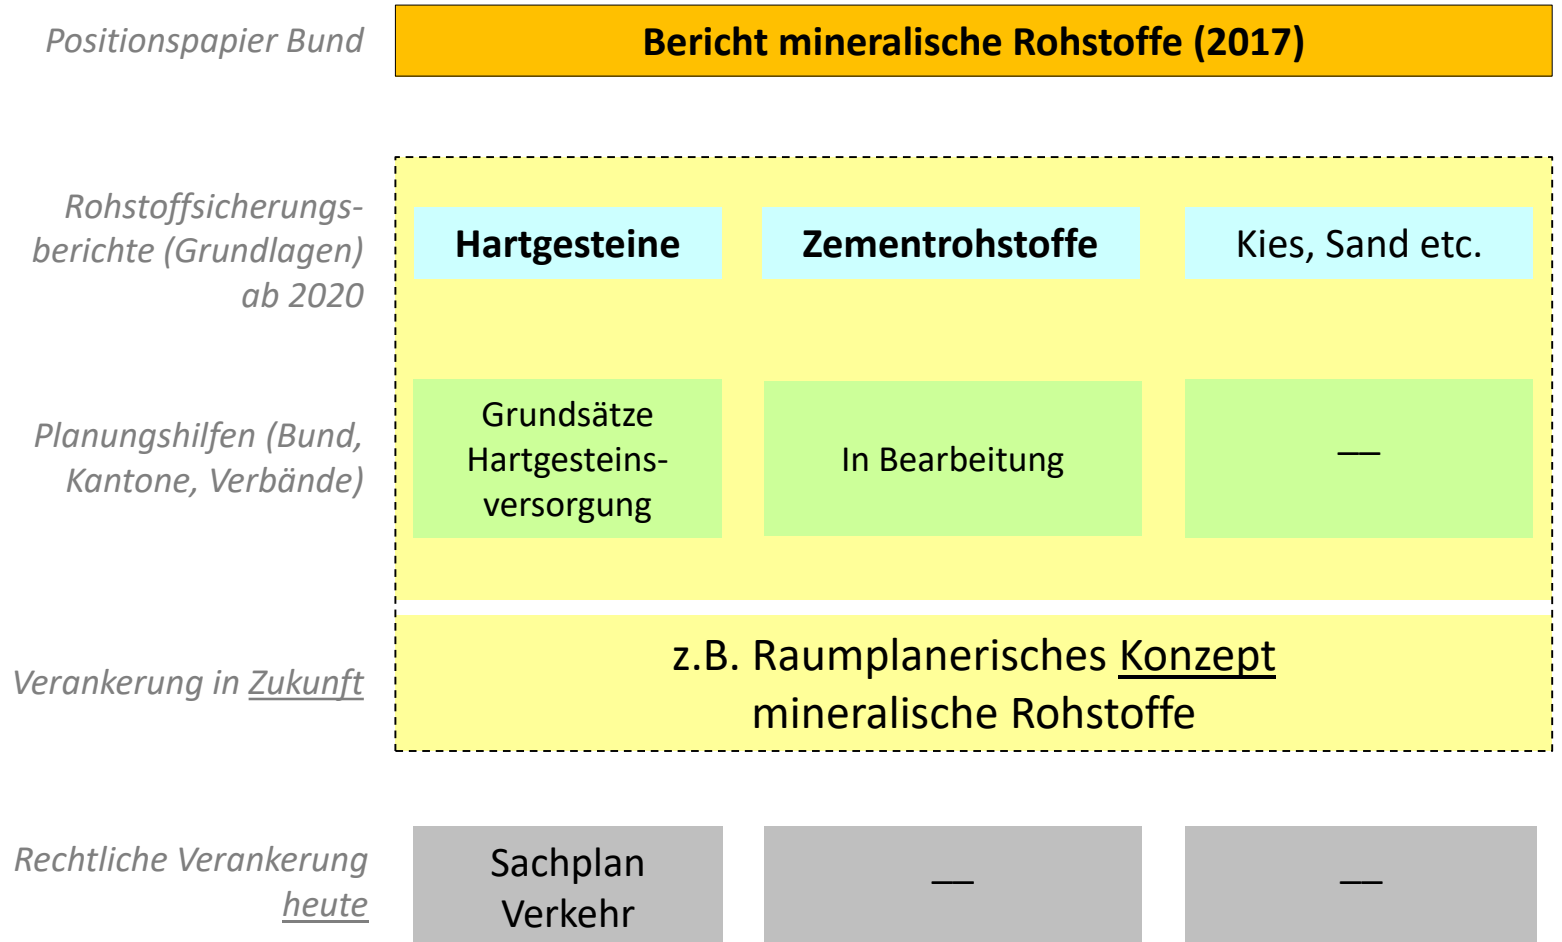 Positionspapier Bund
Bericht mineralische Rohstoffe (2017)
Rohstoffsicherungs-
berichte (Grundlagen)
ab 2020
Hartgesteine
Zementrohstoffe
Kies, Sand etc.
Planungshilfen (Bund,
Kantone, Verbände)
Grundsätze
Hartgesteins-
versorgung
In Bearbeitung
—
Verankerung in Zukunft
z.B. Raumplanerisches Konzept
mineralische Rohstoffe
Rechtliche Verankerung
heute
Sachplan
Verkehr
—
—